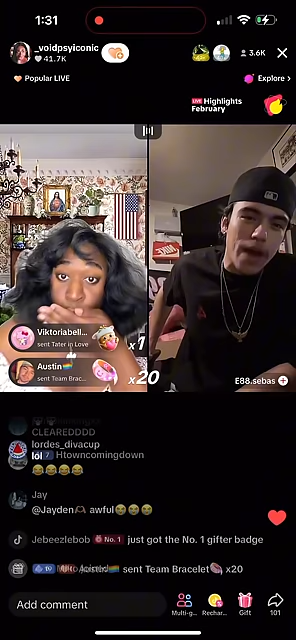 1:31
_voidpsyiconic
41.7K
3.6K
Popular LIVE
Explore >
LIVE Highlights
February
Viktoriabell...
sent Tater in Love
x1
Austin🏳️‍🌈
sent Team Brac...
x20
E88.sebas
CLEAREDDDD
lordes_divacup
lol 7 Htowncomingdown
😂😂😂😂
Jay
@Jayden🫶🏽 awful😭😭😭
Jebeezlebob No. 1 just got the No. 1 gifter badge
sent Team Bracelet x20
Add comment
Multi-g...
Rechar...
Gift
101